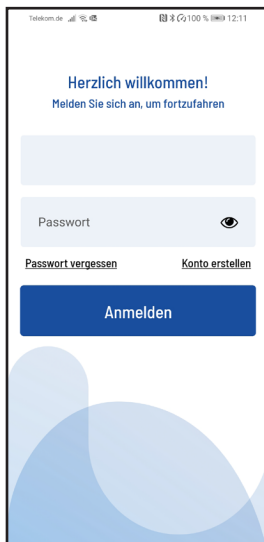 Telekom.de 100 % 12:11
Herzlich willkommen!
Melden Sie sich an, um fortzufahren
Passwort
Passwort vergessen Konto erstellen
Anmelden